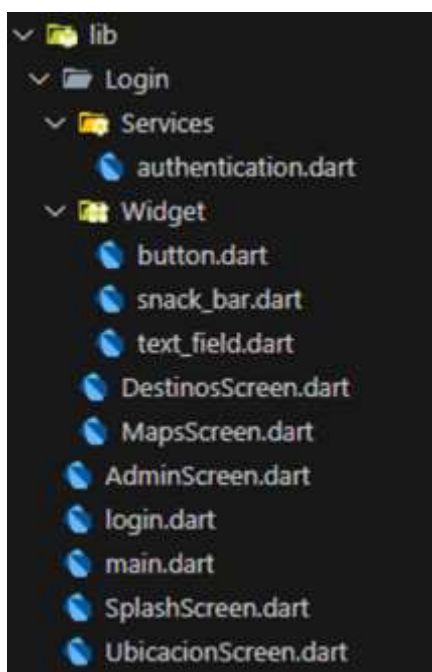 lib
Login
Services
authentication.dart
Widget
button.dart
snack_bar.dart
text_field.dart
DestinosScreen.dart
MapsScreen.dart
AdminScreen.dart
login.dart
main.dart
SplashScreen.dart
UbicacionScreen.dart